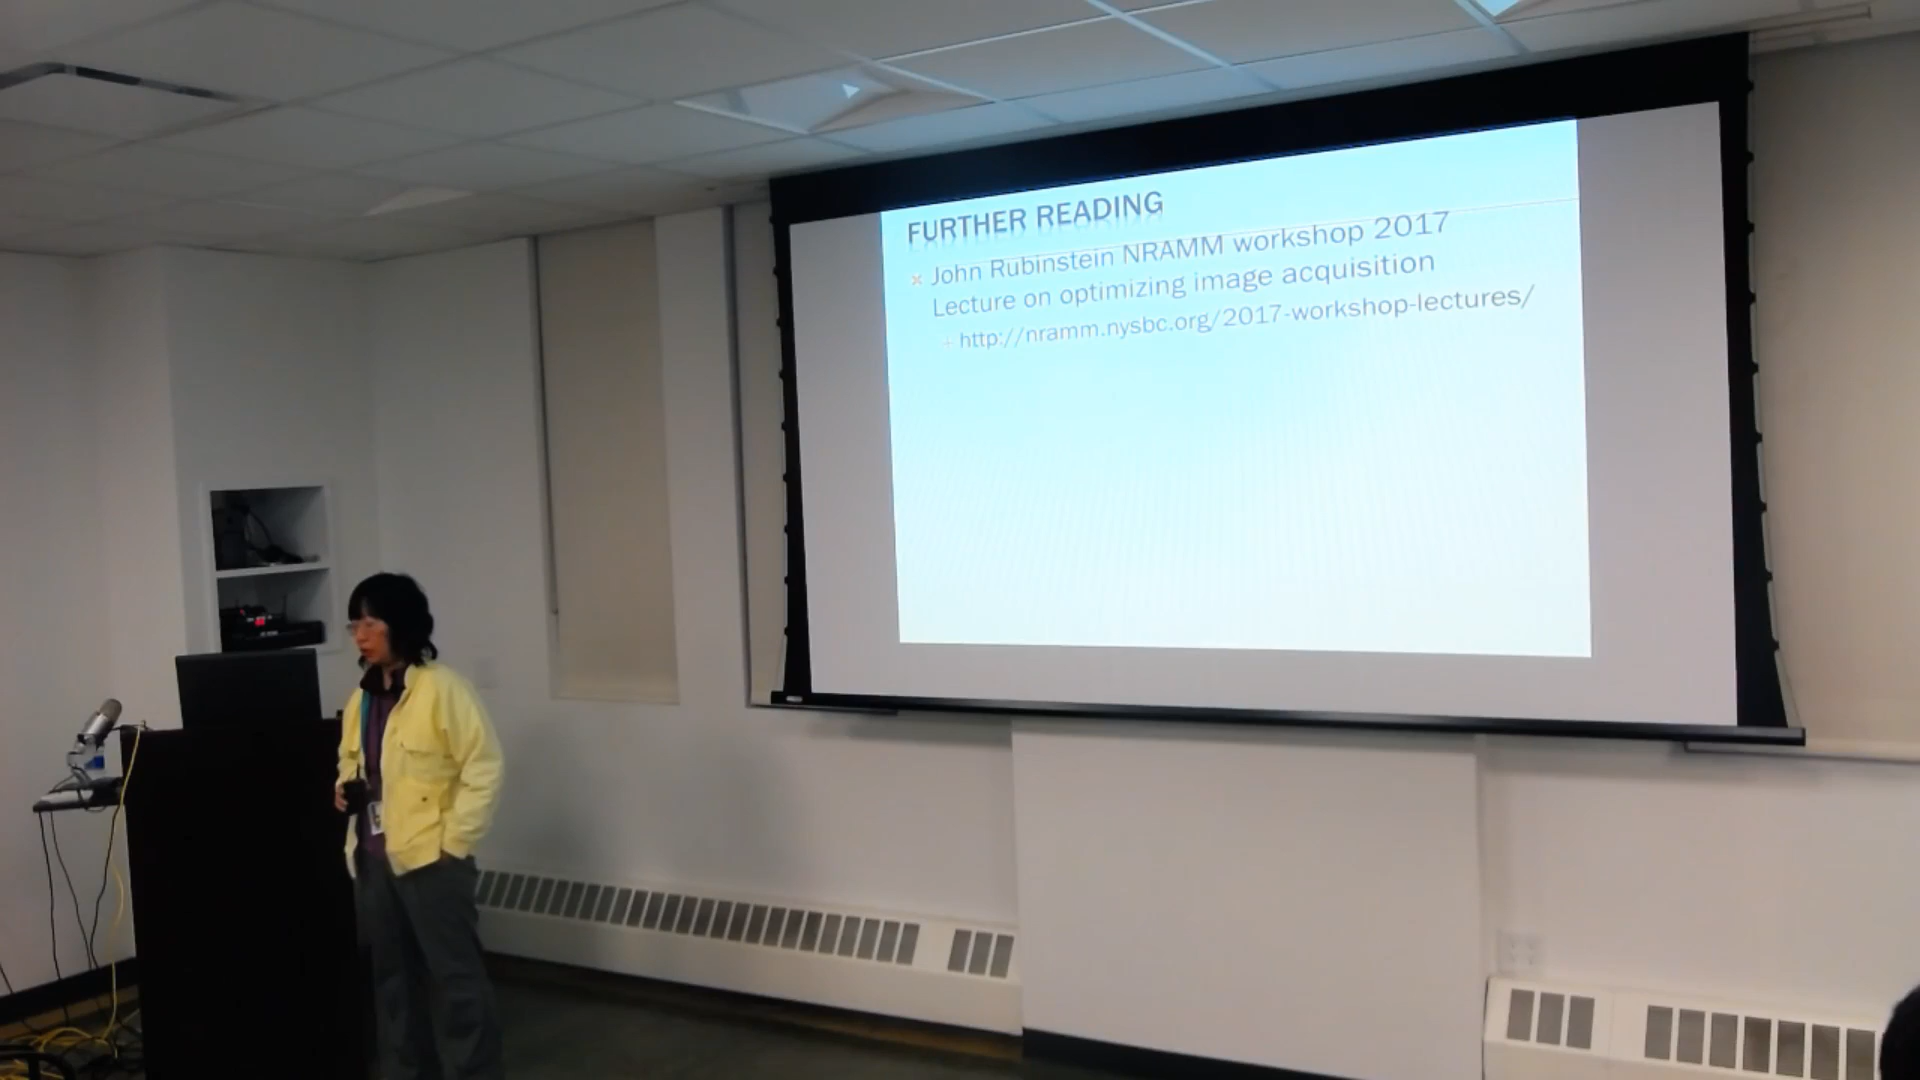 FURTHER READING
John Rubinstein NRAMM workshop 2017
Lecture on optimizing image acquisition
http://nramm.nysbc.org/2017-workshop-lectures/